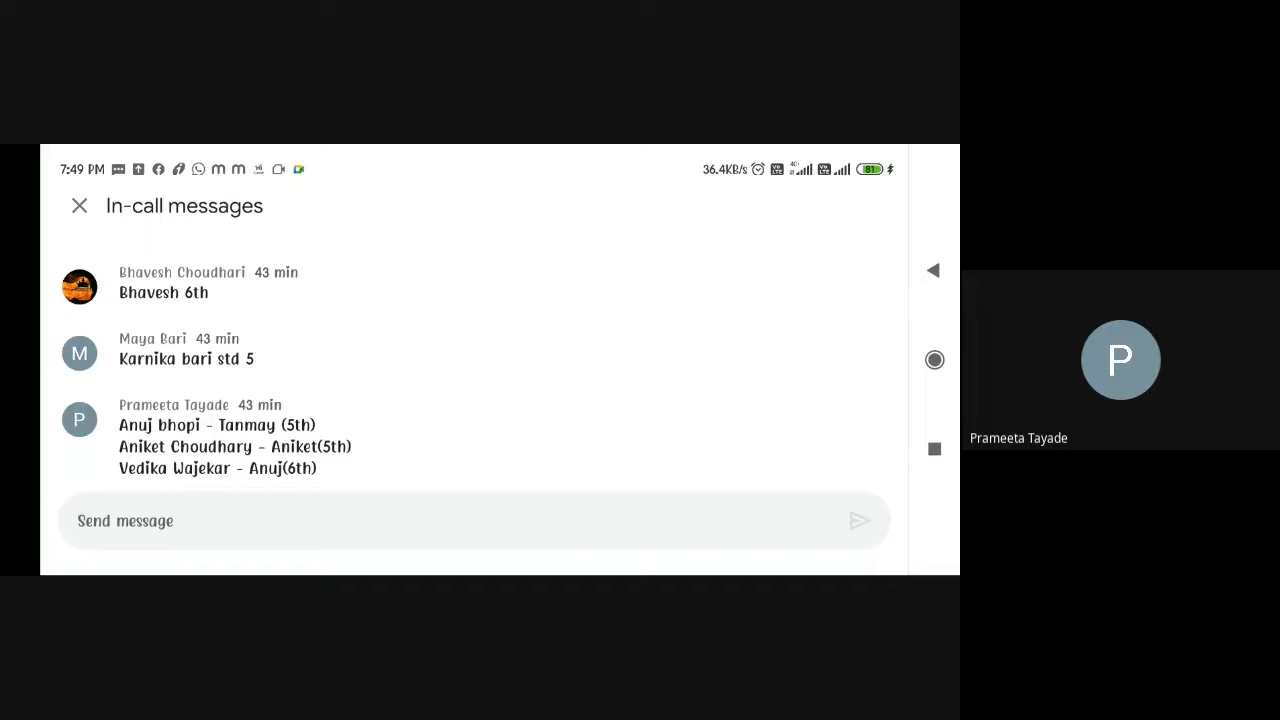 7:49 PM
36.4KB/s
81
In-call messages
Bhavesh Choudhari 43 min
Bhavesh 6th
M
Maya Bari 43 min
Karnika bari std 5
P
Prameeta Tayade 43 min
Anuj bhopi - Tanmay (5th)
Aniket Choudhary - Aniket(5th)
Vedika Wajekar - Anuj(6th)
Send message
P
Prameeta Tayade